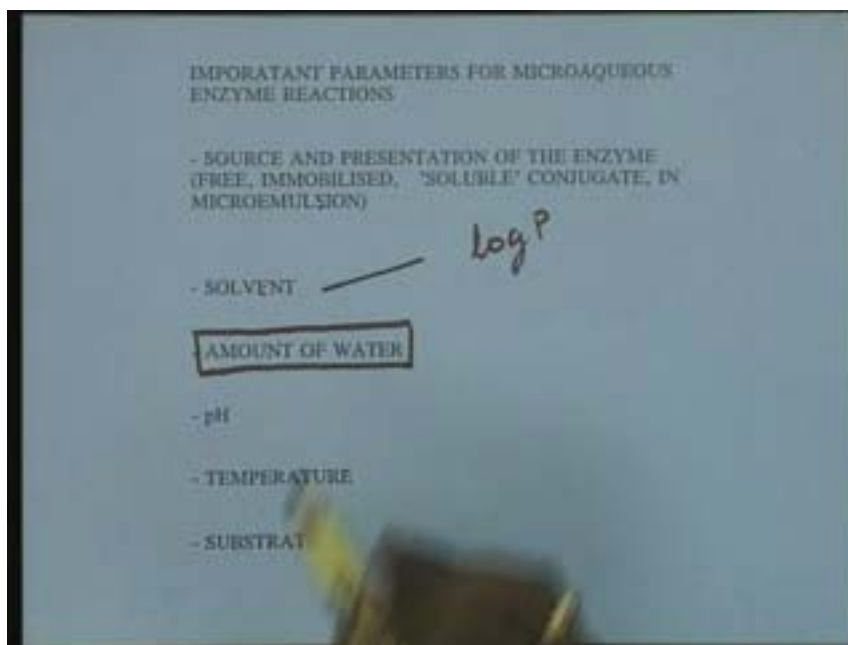 IMPORATANT PARAMETERS FOR MICROAQUEOUS
ENZYME REACTIONS
- SOURCE AND PRESENTATION OF THE ENZYME
(FREE, IMMOBILISED, "SOLUBLE" CONJUGATE, IN
MICROEMULSION)
log P
- SOLVENT
- AMOUNT OF WATER
- pH
- TEMPERATURE
- SUBSTRAT